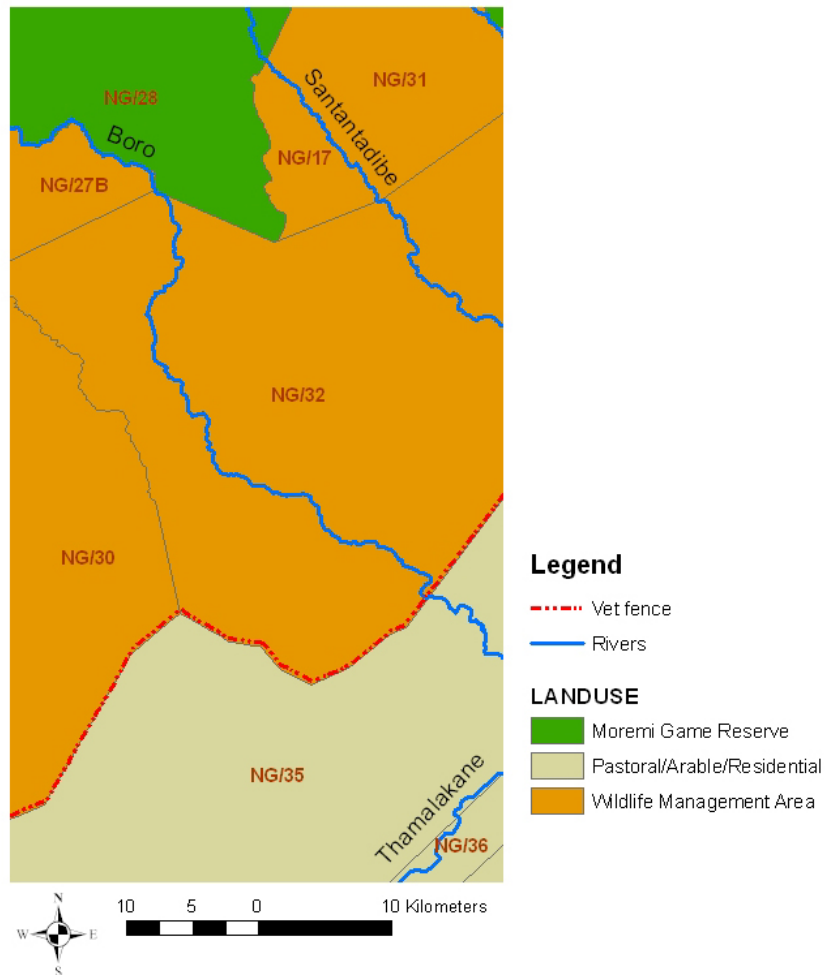 NG/31
Santantadibe
NG/28
Boro
NG/17
NG/27B
NG/32
NG/30
NG/35
Thamalakane
NG/36
Legend
Vet fence
Rivers
LANDUSE
Moremi Game Reserve
Pastoral/Arable/Residential
Wildlife Management Area
N
W E
S
10 5 0 10 Kilometers